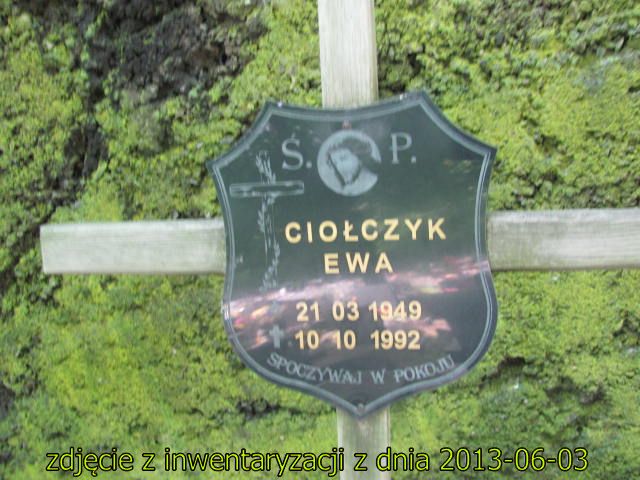 Ś. P.
CIOŁCZYK
EWA
21 03 1949
10 10 1992
SPOCZYWAJ W POKOJU
zdjęcie z inwentaryzacji z dnia 2013-06-03